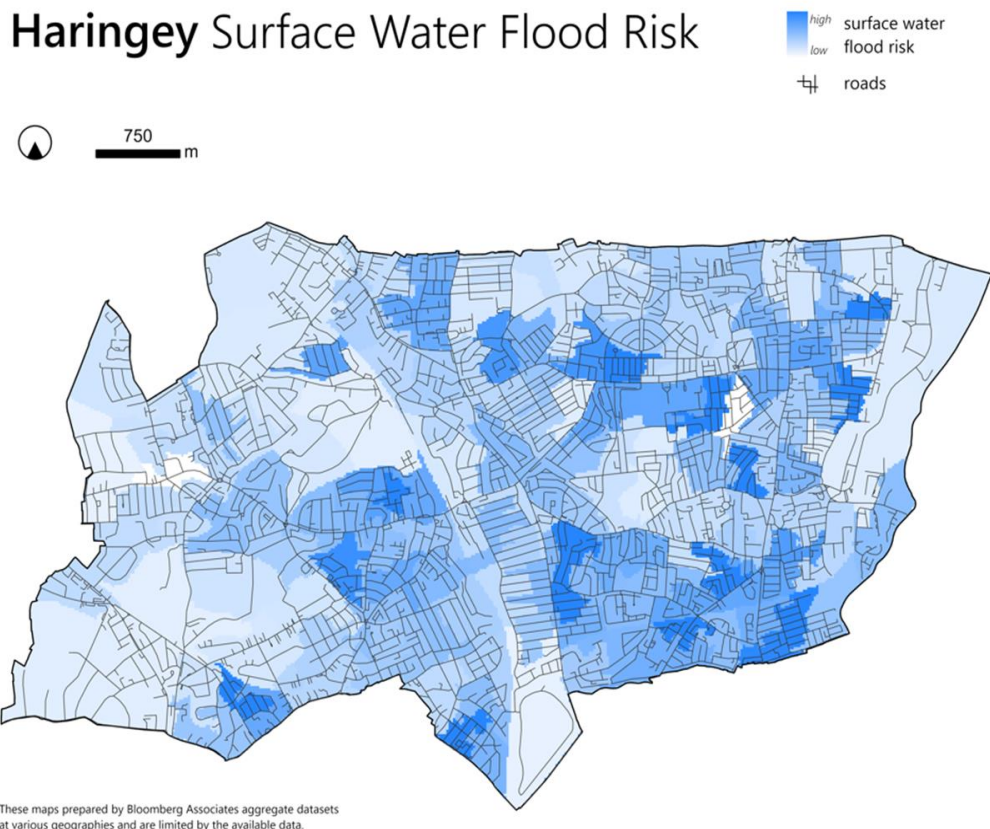 Haringey Surface Water Flood Risk
high
low
surface water
flood risk
roads
750
m
These maps prepared by Bloomberg Associates aggregate datasets
at various geographies and are limited by the available data.